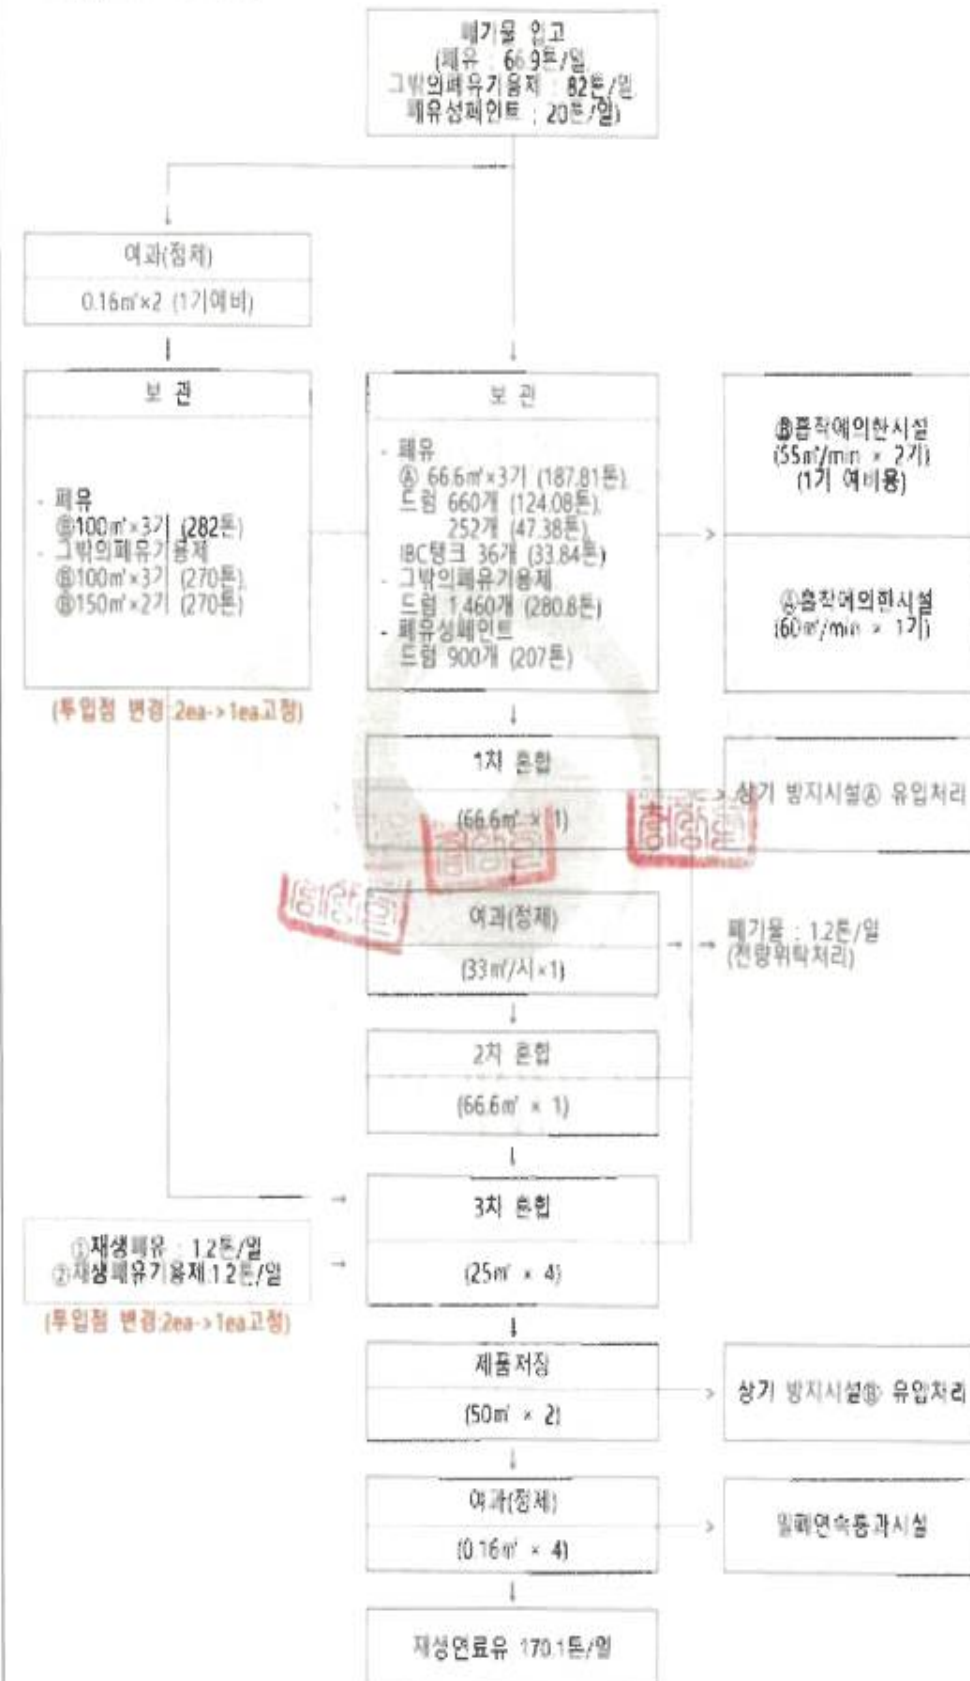 폐기물 입고
(폐유 : 66.9톤/일,
그밖의폐유기용제 : 82톤/일,
폐유성페인트 : 20톤/일)
여과(정제)
0.16㎥×2 (1기예비)
보 관
- 폐유
Ⓑ100㎥×3기 (282톤)
- 그밖의폐유기용제
Ⓑ100㎥×3기 (270톤),
Ⓑ150㎥×2기 (270톤)
(투입점 변경:2ea->1ea고정)
보 관
- 폐유
Ⓐ 66.6㎥×3기 (187.81톤),
드럼 660개 (124.08톤),
252개 (47.38톤),
IBC탱크 36개 (33.84톤)
- 그밖의폐유기용제
드럼 1,460개 (280.8톤)
- 폐유성페인트
드럼 900개 (207톤)
Ⓑ흡착에의한시설
(55㎥/min × 2기)
(1기 예비용)
Ⓐ흡착에의한시설
(60㎥/min × 1기)
1차 혼합
(66.6㎥ × 1)
상기 방지시설Ⓐ 유입처리
여과(정제)
(33㎥/시×1)
폐기물 : 1.2톤/일
(전량위탁처리)
2차 혼합
(66.6㎥ × 1)
3차 혼합
(25㎥ × 4)
①재생폐유 : 1.2톤/일
②재생폐유기용제:1.2톤/일
(투입점 변경:2ea->1ea고정)
제품저장
(50㎥ × 2)
상기 방지시설Ⓑ 유입처리
여과(정제)
(0.16㎥ × 4)
밀폐연속통과시설
재생연료유 170.1톤/일